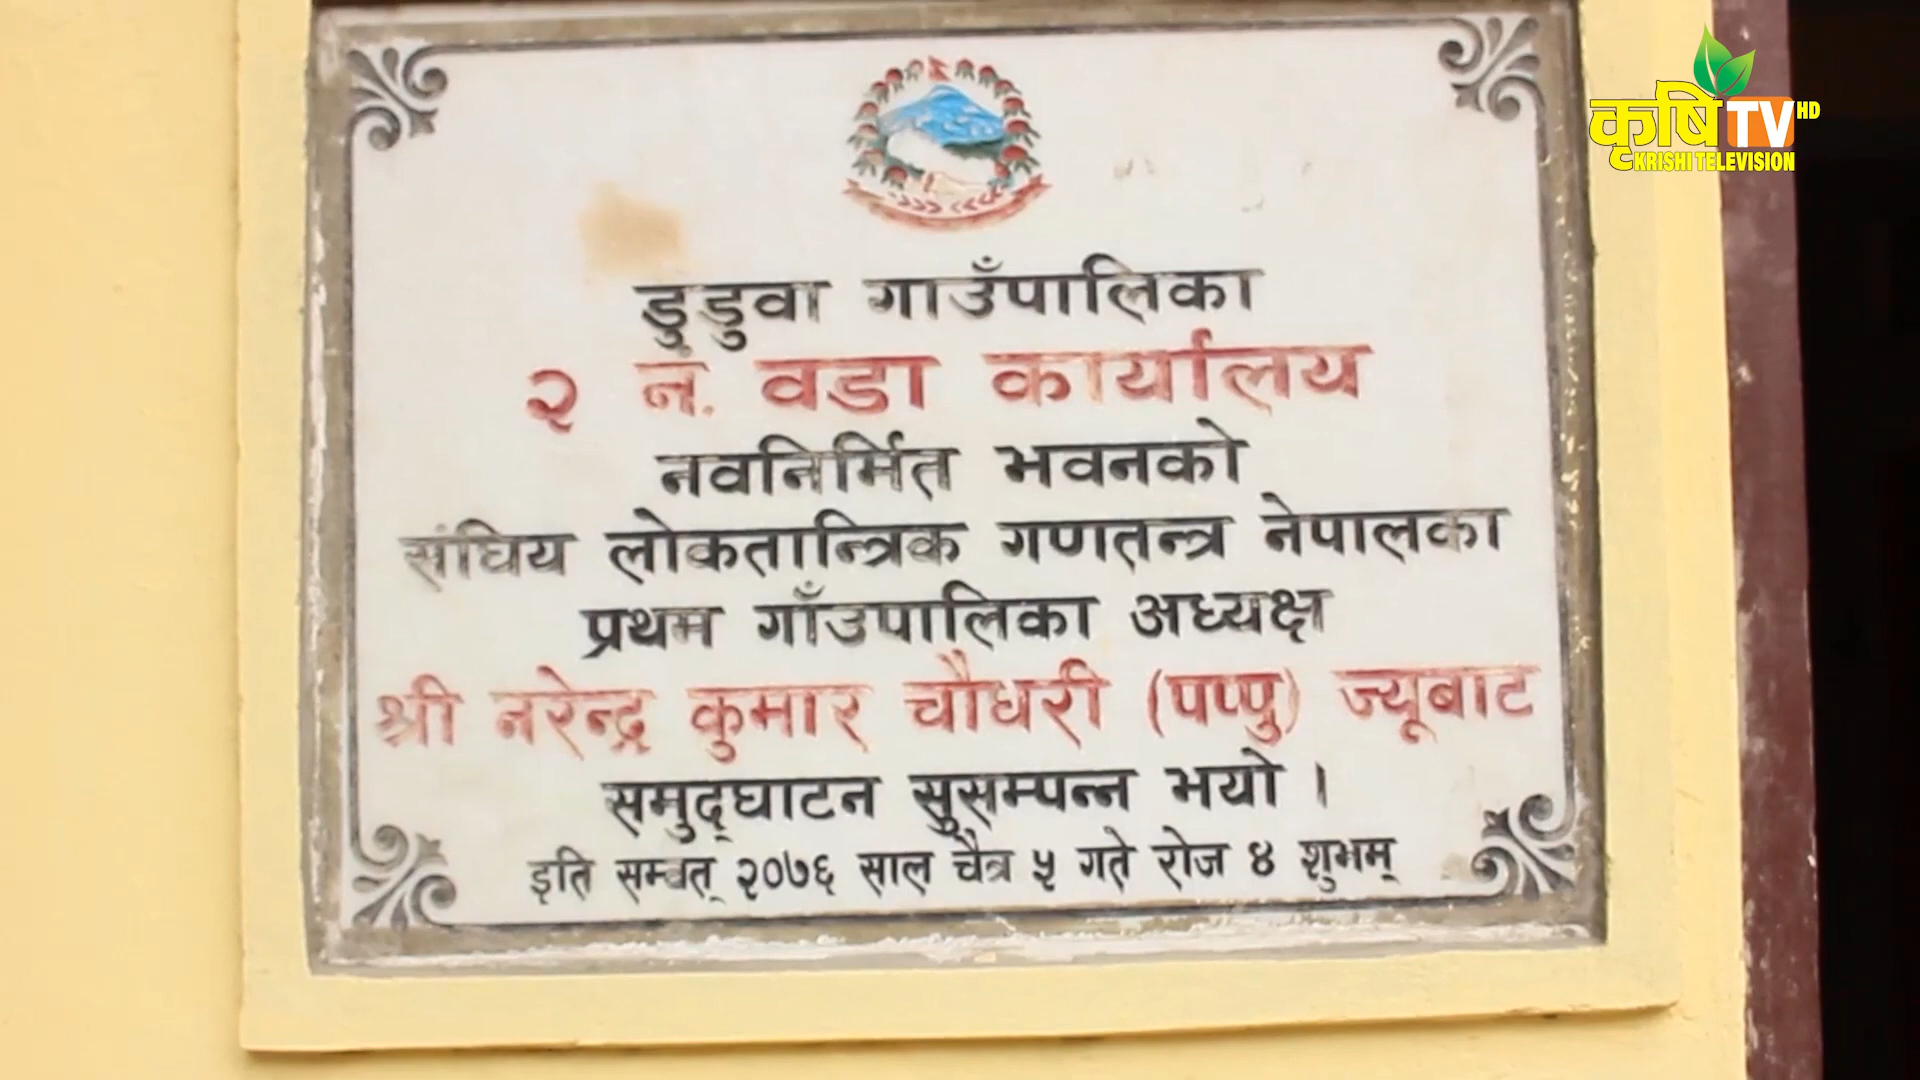 कृषि TV HD
KRISHI TELEVISION
डुडुवा गाउँपालिका
२ नं. वडा कार्यालय
नवनिर्मित भवनको
संघिय लोकतान्त्रिक गणतन्त्र नेपालका
प्रथम गाँउपालिका अध्यक्ष
श्री नरेन्द्र कुमार चौधरी (पप्पु) ज्यूबाट
समुद्घाटन सुसम्पन्न भयो ।
इति सम्वत् २०७६ साल चैत्र ५ गते रोज ४ शुभम्